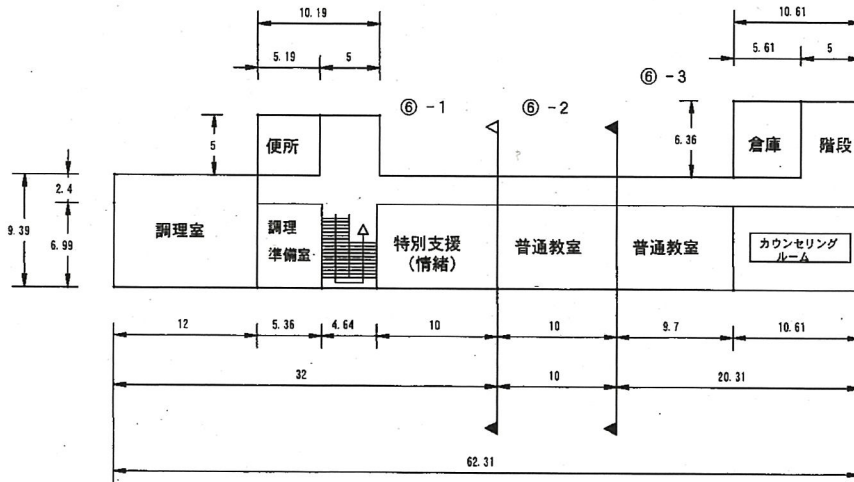 10.19
10.61
5.19
5
5.61
5
⑥ -1
⑥ -2
⑥ -3
5
6.36
便所
倉庫
階段
2.4
9.39
6.99
調理室
調理
準備室
特別支援
(情緒)
普通教室
普通教室
カウンセリング
ルーム
12
5.36
4.64
10
10
9.7
10.61
32
10
20.31
62.31